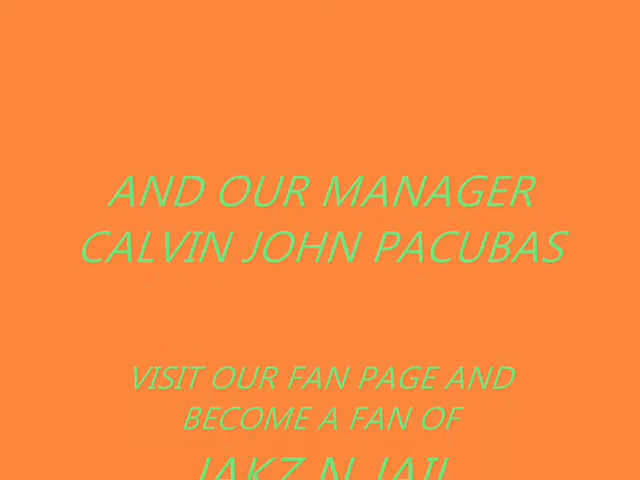 AND OUR MANAGER
CALVIN JOHN PACUBAS
VISIT OUR FAN PAGE AND
BECOME A FAN OF
JAKZ N JAIL